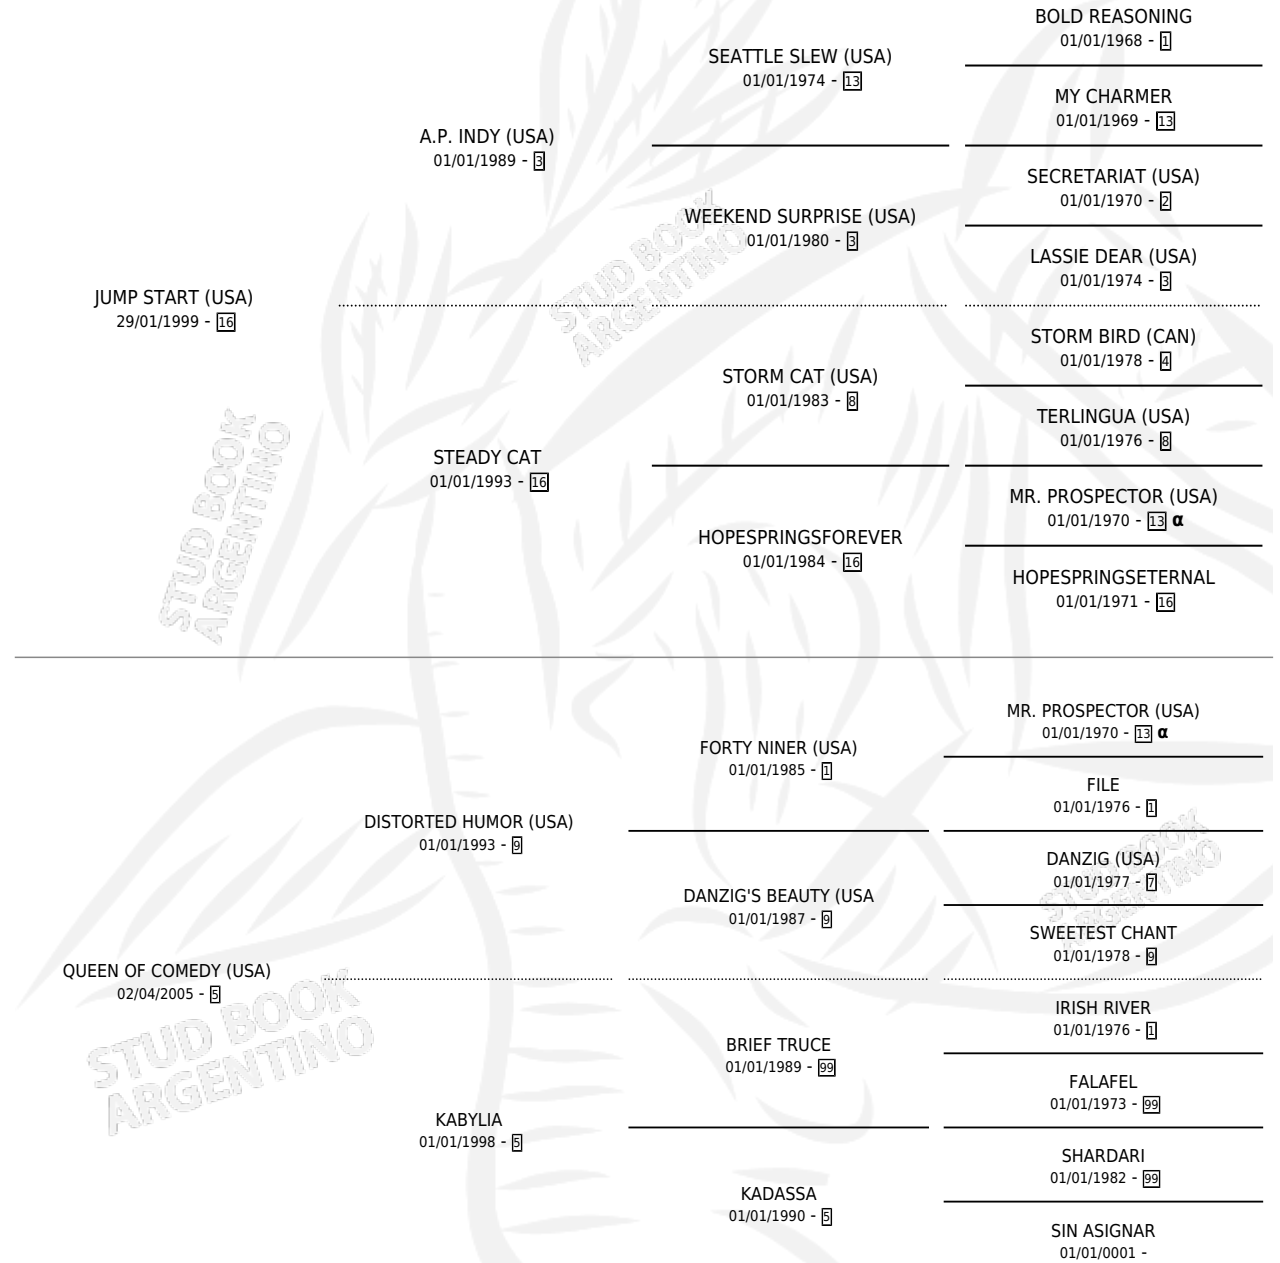 BOLD REASONING
01/01/1968 - 1
SEATTLE SLEW (USA)
01/01/1974 - 13
MY CHARMER
01/01/1969 - 13
A.P. INDY (USA)
01/01/1989 - 3
SECRETARIAT (USA)
01/01/1970 - 2
WEEKEND SURPRISE (USA)
01/01/1980 - 3
LASSIE DEAR (USA)
01/01/1974 - 3
JUMP START (USA)
29/01/1999 - 16
STORM BIRD (CAN)
01/01/1978 - 4
STORM CAT (USA)
01/01/1983 - 8
TERLINGUA (USA)
01/01/1976 - 8
STEADY CAT
01/01/1993 - 16
MR. PROSPECTOR (USA)
01/01/1970 - 13 α
HOPESPRINGSFOREVER
01/01/1984 - 16
HOPESPRINGSETERNAL
01/01/1971 - 16
MR. PROSPECTOR (USA)
01/01/1970 - 13 α
FORTY NINER (USA)
01/01/1985 - 1
FILE
01/01/1976 - 1
DISTORTED HUMOR (USA)
01/01/1993 - 9
DANZIG (USA)
01/01/1977 - 7
DANZIG'S BEAUTY (USA
01/01/1987 - 9
SWEETEST CHANT
01/01/1978 - 9
QUEEN OF COMEDY (USA)
02/04/2005 - 5
IRISH RIVER
01/01/1976 - 1
BRIEF TRUCE
01/01/1989 - 99
FALAFEL
01/01/1973 - 99
KABYLIA
01/01/1998 - 5
SHARDARI
01/01/1982 - 99
KADASSA
01/01/1990 - 5
SIN ASIGNAR
01/01/0001 -
STUD BOOK
ARGENTINO
STUD BOOK
ARGENTINO
STUD BOOK
ARGENTINO
STUD BOOK
ARGENTINO